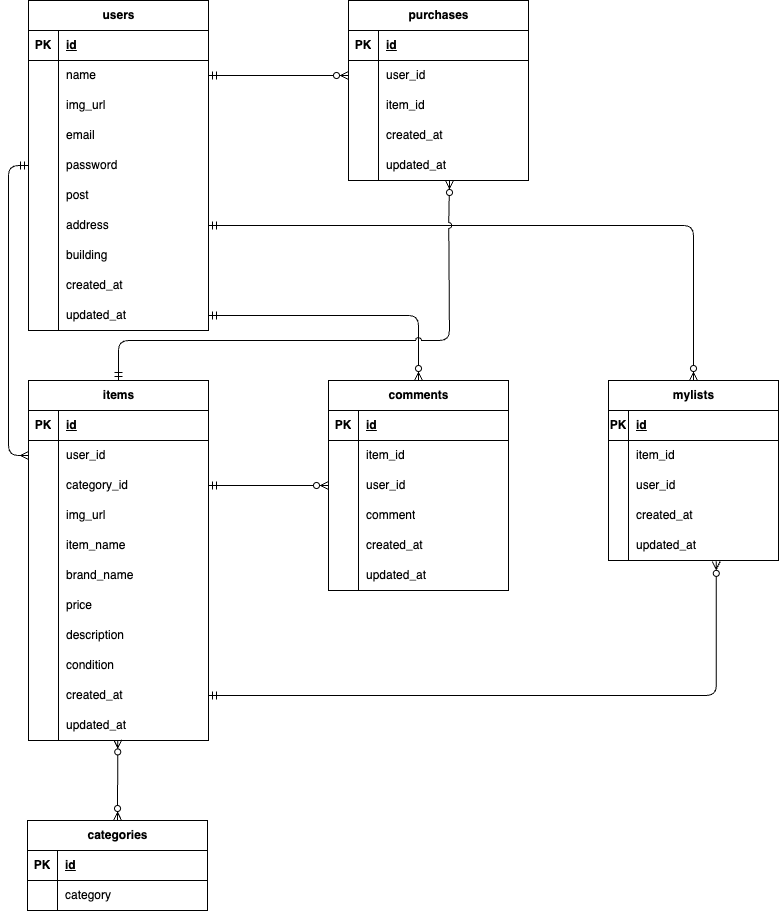 users
PK id
name
img_url
email
password
post
address
building
created_at
updated_at
purchases
PK id
user_id
item_id
created_at
updated_at
items
PK id
user_id
category_id
img_url
item_name
brand_name
price
description
condition
created_at
updated_at
comments
PK id
item_id
user_id
comment
created_at
updated_at
mylists
PK id
item_id
user_id
created_at
updated_at
categories
PK id
category